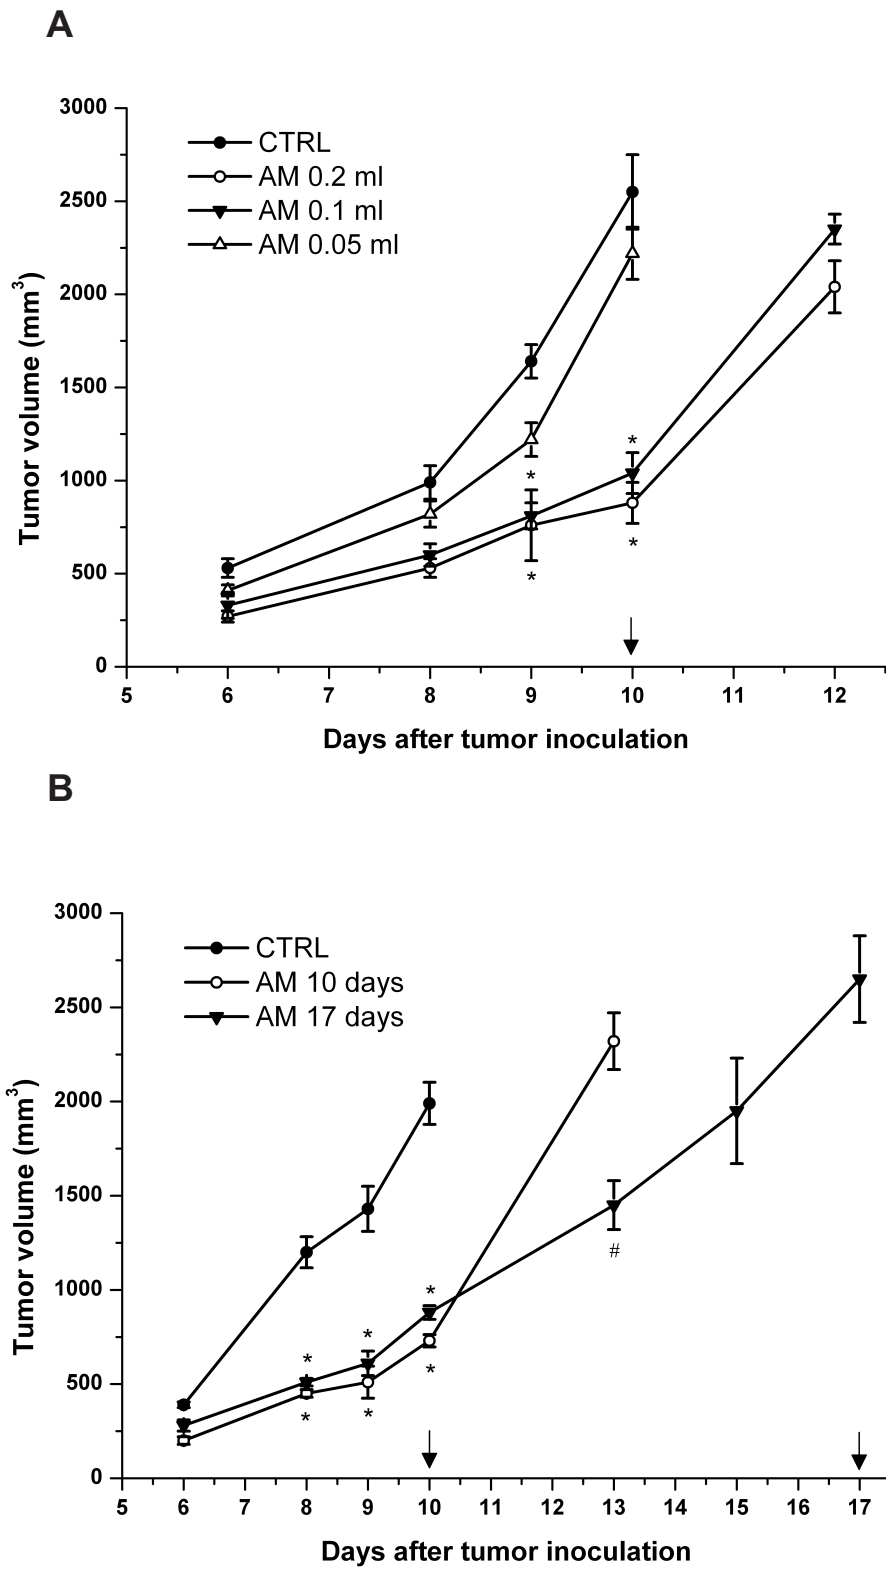 A
3000
2500
2000
1500
1000
500
0
Tumor volume (mm³)
CTRL
AM 0.2 ml
AM 0.1 ml
AM 0.05 ml
*
*
*
*
5 6 7 8 9 10 11 12
Days after tumor inoculation
B
3000
2500
2000
1500
1000
500
0
Tumor volume (mm³)
CTRL
AM 10 days
AM 17 days
#
*
*
*
*
*
*
5 6 7 8 9 10 11 12 13 14 15 16 17
Days after tumor inoculation